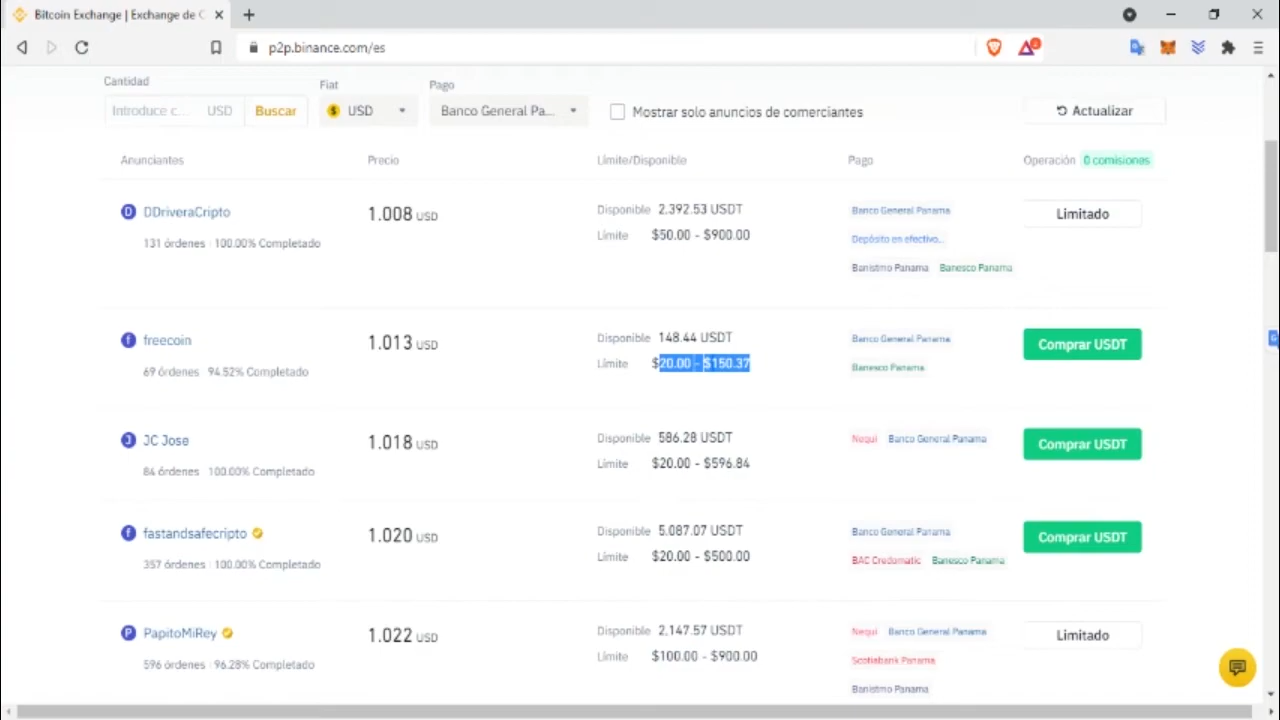 Bitcoin Exchange | Exchange de C
p2p.binance.com/es
2
Cantidad
Fiat
Pago
Introduce c... USD Buscar
USD
Banco General Pa...
Mostrar solo anuncios de comerciantes
Actualizar
Anunciantes Precio Límite/Disponible Pago Operación 0 comisiones
D DDriveraCripto
131 órdenes 100.00% Completado
1.008 USD
Disponible 2,392.53 USDT
Límite $50.00 - $900.00
Banco General Panama
Depósito en efectivo...
Banistmo Panama Banesco Panama
Limitado
f freecoin
69 órdenes 94.52% Completado
1.013 USD
Disponible 148.44 USDT
Límite $20.00 - $150.37
Banco General Panama
Banesco Panama
Comprar USDT
J JC Jose
84 órdenes 100.00% Completado
1.018 USD
Disponible 586.28 USDT
Límite $20.00 - $596.84
Nequi Banco General Panama
Comprar USDT
f fastandsafecripto
357 órdenes 100.00% Completado
1.020 USD
Disponible 5,087.07 USDT
Límite $20.00 - $500.00
Banco General Panama
BAC Credomatic Banesco Panama
Comprar USDT
P PapitoMiRey
596 órdenes 96.28% Completado
1.022 USD
Disponible 2,147.57 USDT
Límite $100.00 - $900.00
Nequi Banco General Panama
Scotiabank Panama
Banistmo Panama
Limitado